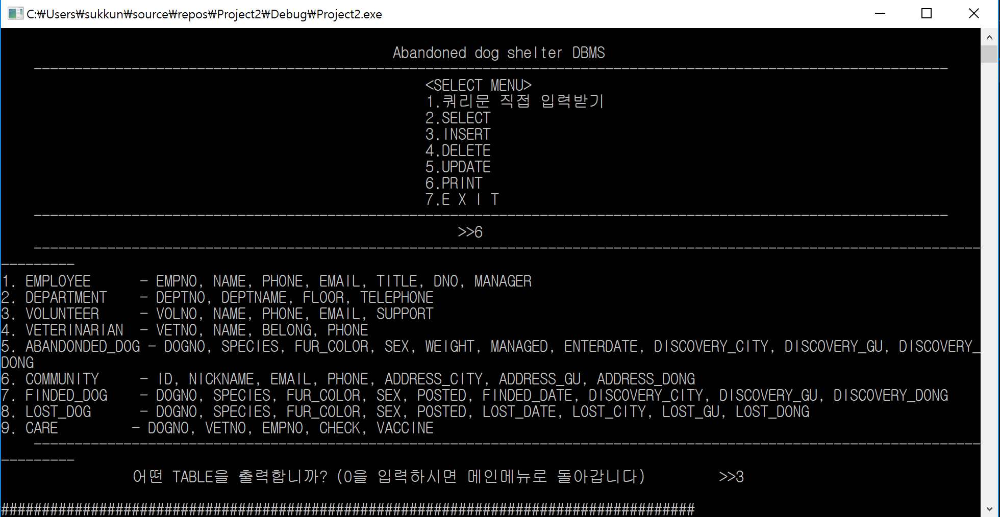 C:₩Users₩sukkun₩source₩repos₩Project2₩Debug₩Project2.exe
Abandoned dog shelter DBMS
----------------------------------------------------------------------------------------------------------------
<SELECT MENU>
1.쿼리문 직접 입력받기
2.SELECT
3.INSERT
4.DELETE
5.UPDATE
6.PRINT
7.E X I T
----------------------------------------------------------------------------------------------------------------
>>6
--------------------------------------------------------------------------------------------------------------------
---------
1. EMPLOYEE      - EMPNO, NAME, PHONE, EMAIL, TITLE, DNO, MANAGER
2. DEPARTMENT    - DEPTNO, DEPTNAME, FLOOR, TELEPHONE
3. VOLUNTEER     - VOLNO, NAME, PHONE, EMAIL, SUPPORT
4. VETERINARIAN  - VETNO, NAME, BELONG, PHONE
5. ABANDONDED_DOG - DOGNO, SPECIES, FUR_COLOR, SEX, WEIGHT, MANAGED, ENTERDATE, DISCOVERY_CITY, DISCOVERY_GU, DISCOVERY_
DONG
6. COMMUNITY     - ID, NICKNAME, EMAIL, PHONE, ADDRESS_CITY, ADDRESS_GU, ADDRESS_DONG
7. FINDED_DOG    - DOGNO, SPECIES, FUR_COLOR, SEX, POSTED, FINDED_DATE, DISCOVERY_CITY, DISCOVERY_GU, DISCOVERY_DONG
8. LOST_DOG      - DOGNO, SPECIES, FUR_COLOR, SEX, POSTED, LOST_DATE, LOST_CITY, LOST_GU, LOST_DONG
9. CARE         - DOGNO, VETNO, EMPNO, CHECK, VACCINE
--------------------------------------------------------------------------------------------------------------------
---------
어떤 TABLE을 출력합니까? (0을 입력하시면 메인메뉴로 돌아갑니다)         >>3
#####################################################################################